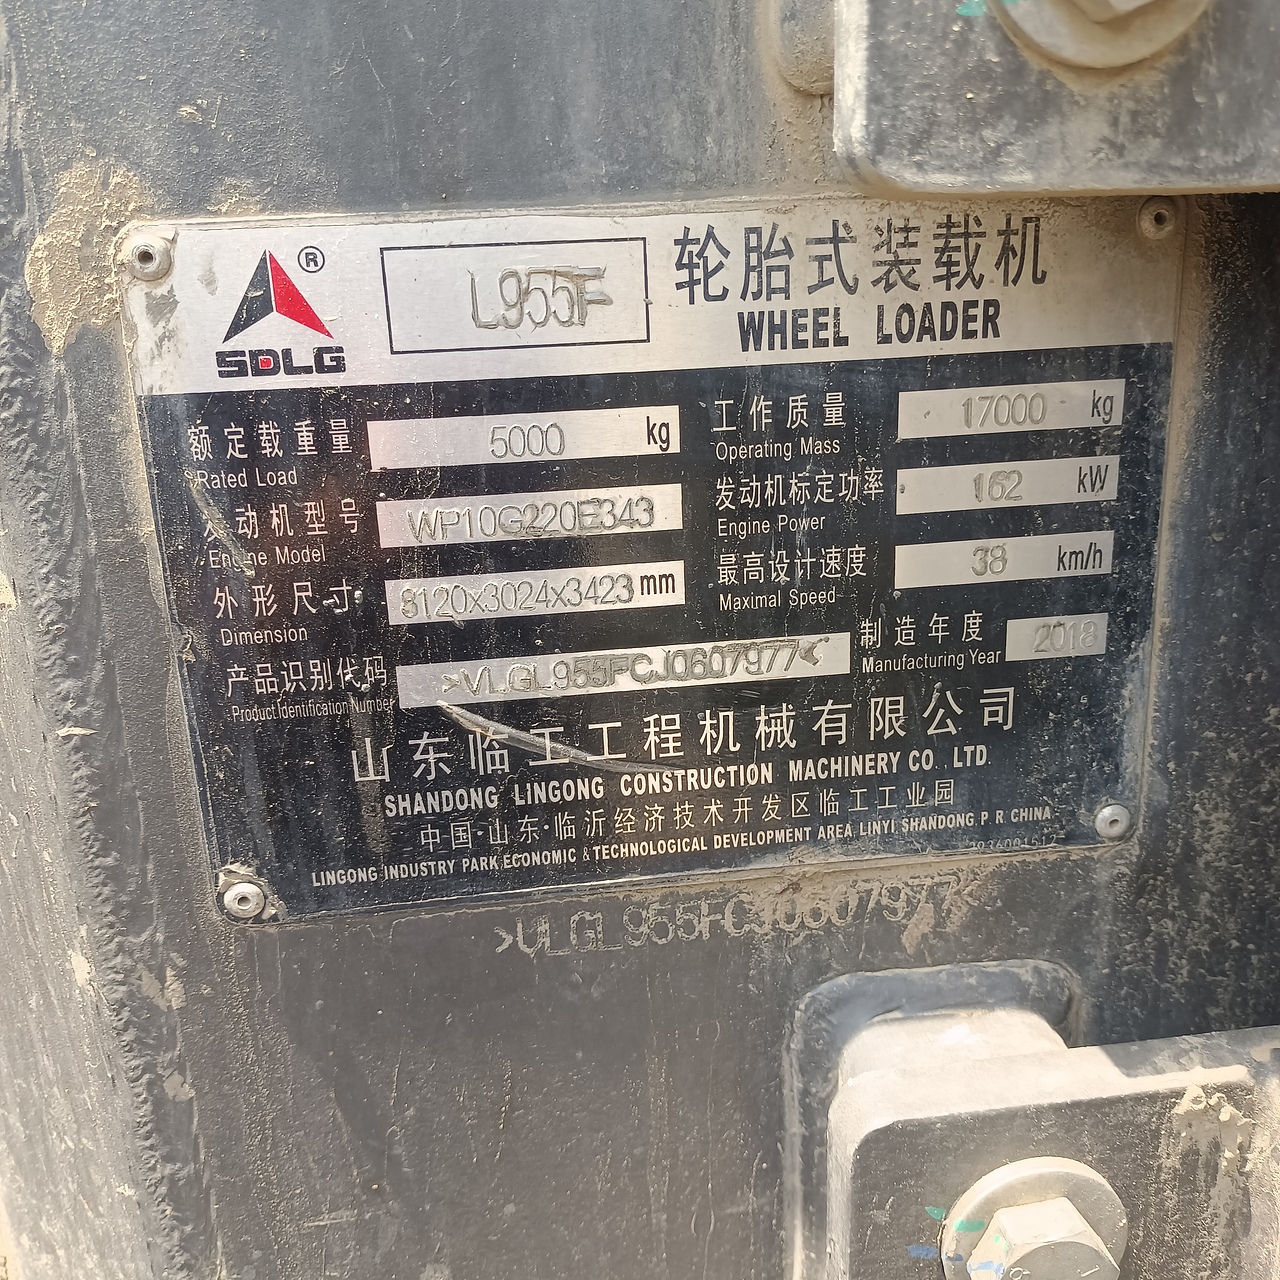 SDLG ®
L955F
轮胎式装载机
WHEEL LOADER
额定载重量 5000 kg
Rated Load
工作质量 17000 kg
Operating Mass
发动机型号 WP10G220E343
Engine Model
发动机标定功率 162 kW
Engine Power
外形尺寸 8120x3024x3423 mm
Dimension
最高设计速度 38 km/h
Maximal Speed
产品识别代码 >VLGL955FCJ0607977<
Product Identification Number
制造年度 2018
Manufacturing Year
山东临工工程机械有限公司
SHANDONG LINGONG CONSTRUCTION MACHINERY CO.,LTD.
中国·山东·临沂经济技术开发区临工工业园
LINGONG INDUSTRY PARK,ECONOMIC & TECHNOLOGICAL DEVELOPMENT AREA LINYI SHANDONG P R CHINA
>VLGL955FCJ0607977<